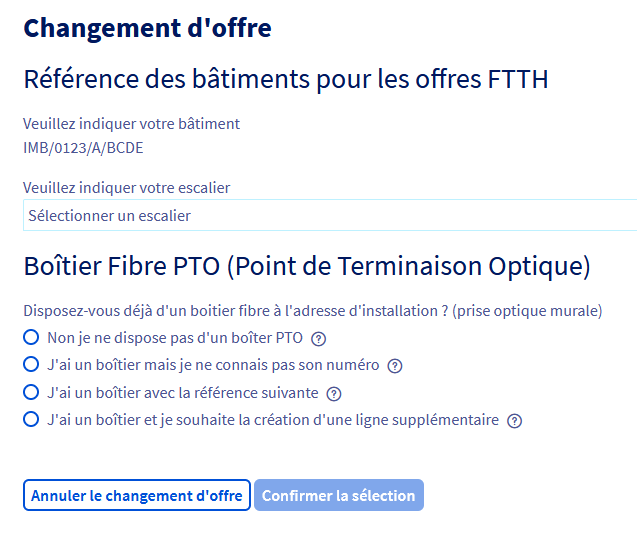 Changement d'offre
Référence des bâtiments pour les offres FTTH
Veuillez indiquer votre bâtiment
IMB/0123/A/BCDE
Veuillez indiquer votre escalier
Sélectionner un escalier
Boîtier Fibre PTO (Point de Terminaison Optique)
Disposez-vous déjà d'un boitier fibre à l'adresse d'installation ? (prise optique murale)
Non je ne dispose pas d'un boîter PTO ?
J'ai un boîtier mais je ne connais pas son numéro ?
J'ai un boîtier avec la référence suivante ?
J'ai un boîtier et je souhaite la création d'une ligne supplémentaire ?
Annuler le changement d'offre Confirmer la sélection